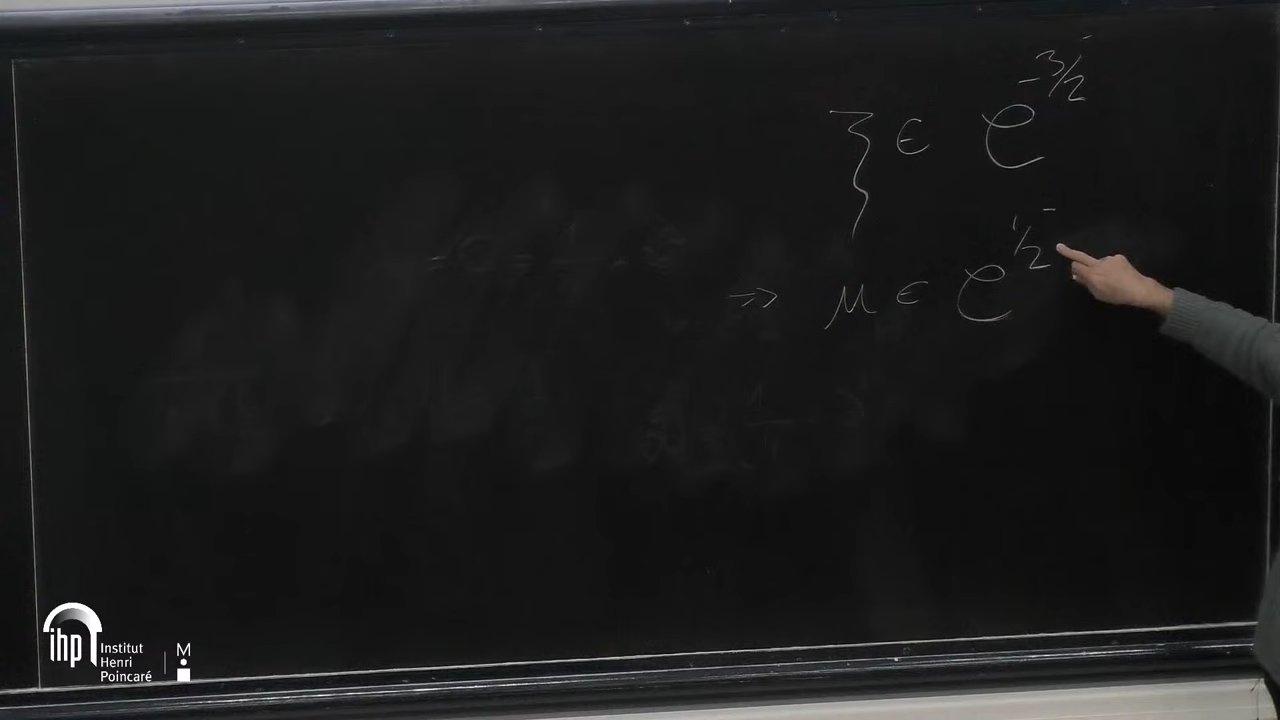 ξ ∈ C^{-3/2^-}
⇒ u ∈ C^{1/2^-}
ihp Institut
Henri
Poincaré
M